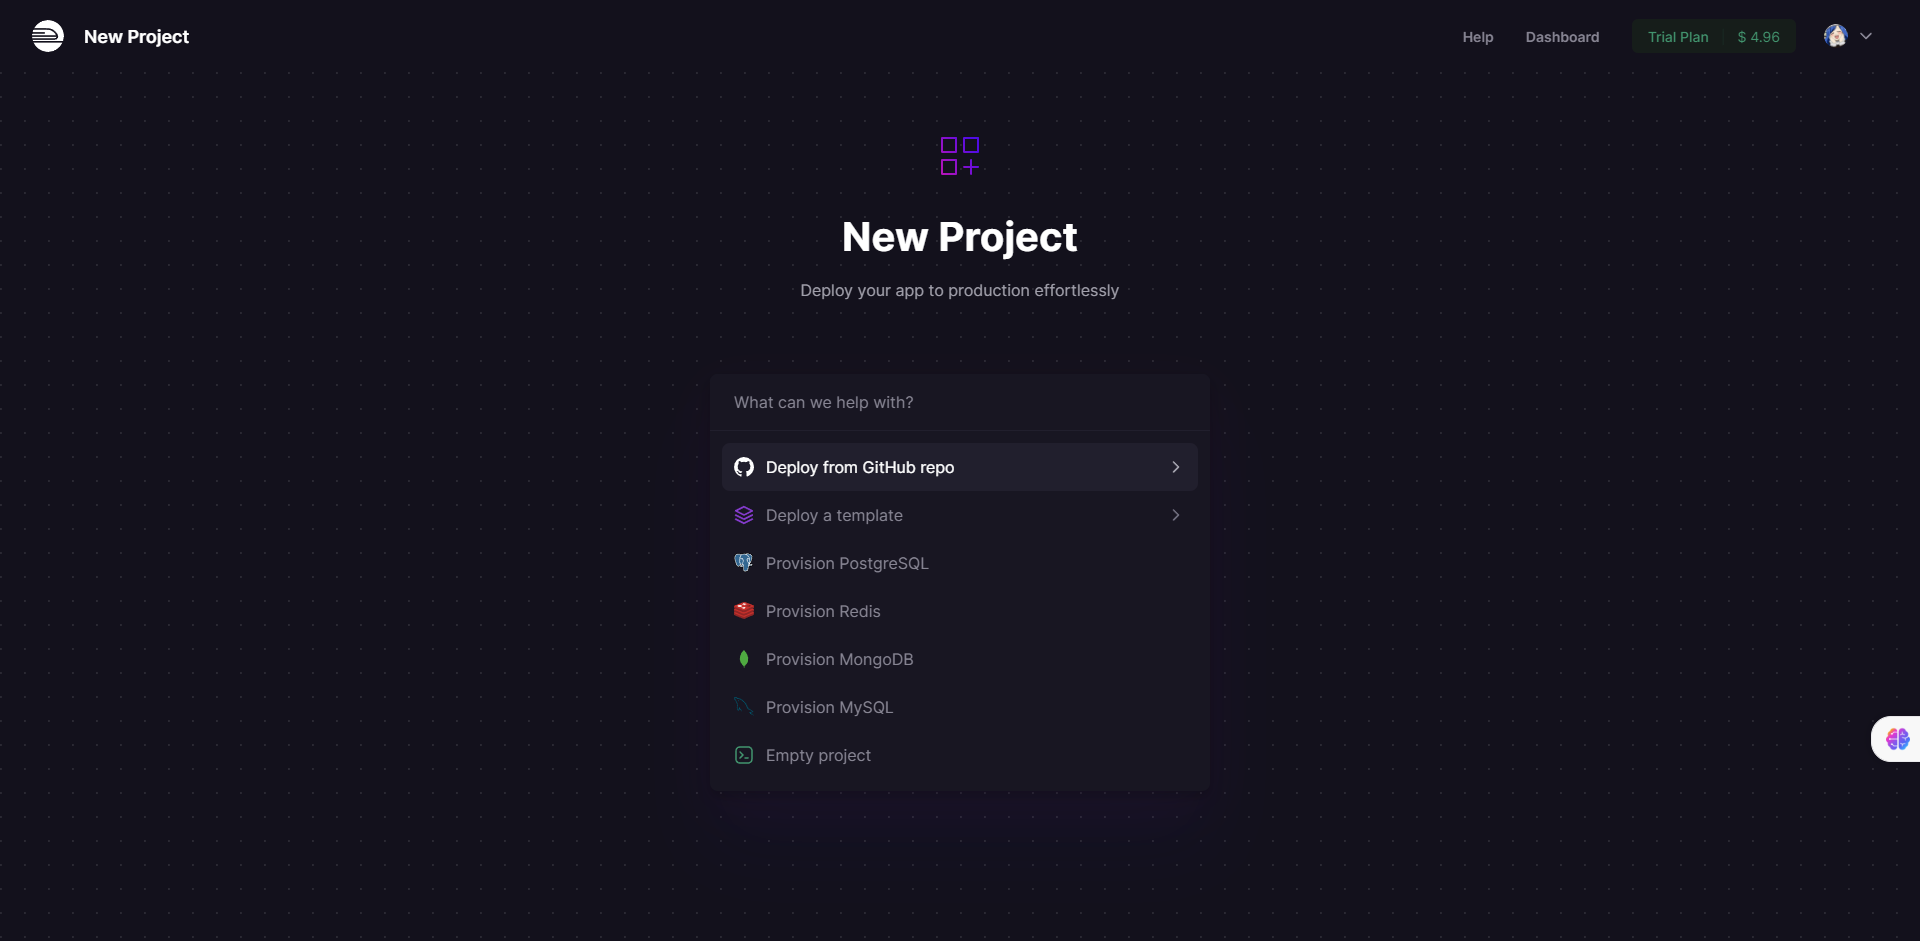 New Project
Help
Dashboard
Trial Plan
$ 4.96
New Project
Deploy your app to production effortlessly
What can we help with?
Deploy from GitHub repo
Deploy a template
Provision PostgreSQL
Provision Redis
Provision MongoDB
Provision MySQL
Empty project